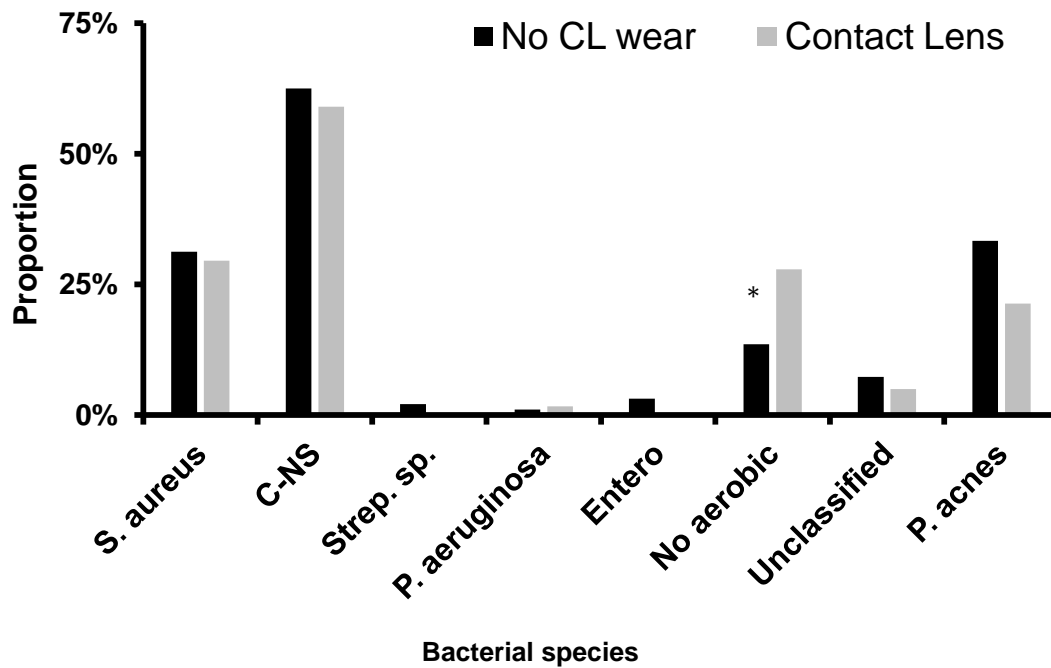 75%
No CL wear
Contact Lens
50%
25%
0%
Proportion
*
S. aureus
C-NS
Strep. sp.
P. aeruginosa
Entero
No aerobic
Unclassified
P. acnes
Bacterial species